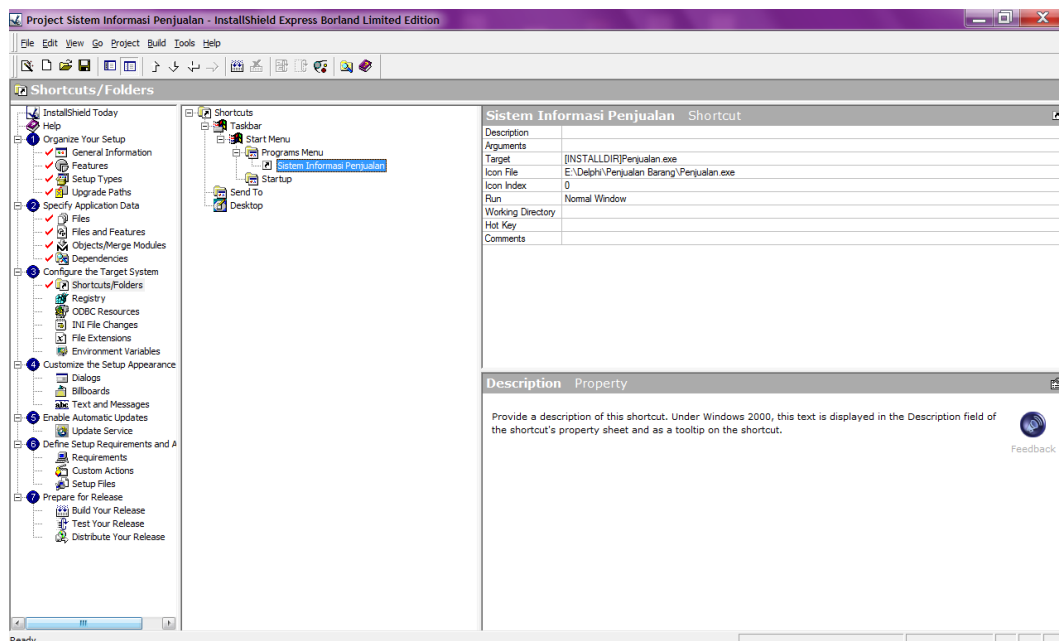 Project Sistem Informasi Penjualan - InstallShield Express Borland Limited Edition
File Edit View Go Project Build Tools Help
Shortcuts/Folders
InstallShield Today
Help
1 Organize Your Setup
General Information
Features
Setup Types
Upgrade Paths
2 Specify Application Data
Files
Files and Features
Objects/Merge Modules
Dependencies
3 Configure the Target System
Shortcuts/Folders
Registry
ODBC Resources
INI File Changes
File Extensions
Environment Variables
4 Customize the Setup Appearance
Dialogs
Billboards
Text and Messages
5 Enable Automatic Updates
Update Service
6 Define Setup Requirements and A
Requirements
Custom Actions
Setup Files
7 Prepare for Release
Build Your Release
Test Your Release
Distribute Your Release
Shortcuts
Taskbar
Start Menu
Programs Menu
Sistem Informasi Penjualan
Startup
Send To
Desktop
Sistem Informasi Penjualan Shortcut
Description
Arguments
Target [INSTALLDIR]Penjualan.exe
Icon File E:\Delphi\Penjualan Barang\Penjualan.exe
Icon Index 0
Run Normal Window
Working Directory
Hot Key
Comments
Description Property
Provide a description of this shortcut. Under Windows 2000, this text is displayed in the Description field of
the shortcut's property sheet and as a tooltip on the shortcut.
Feedback
Ready